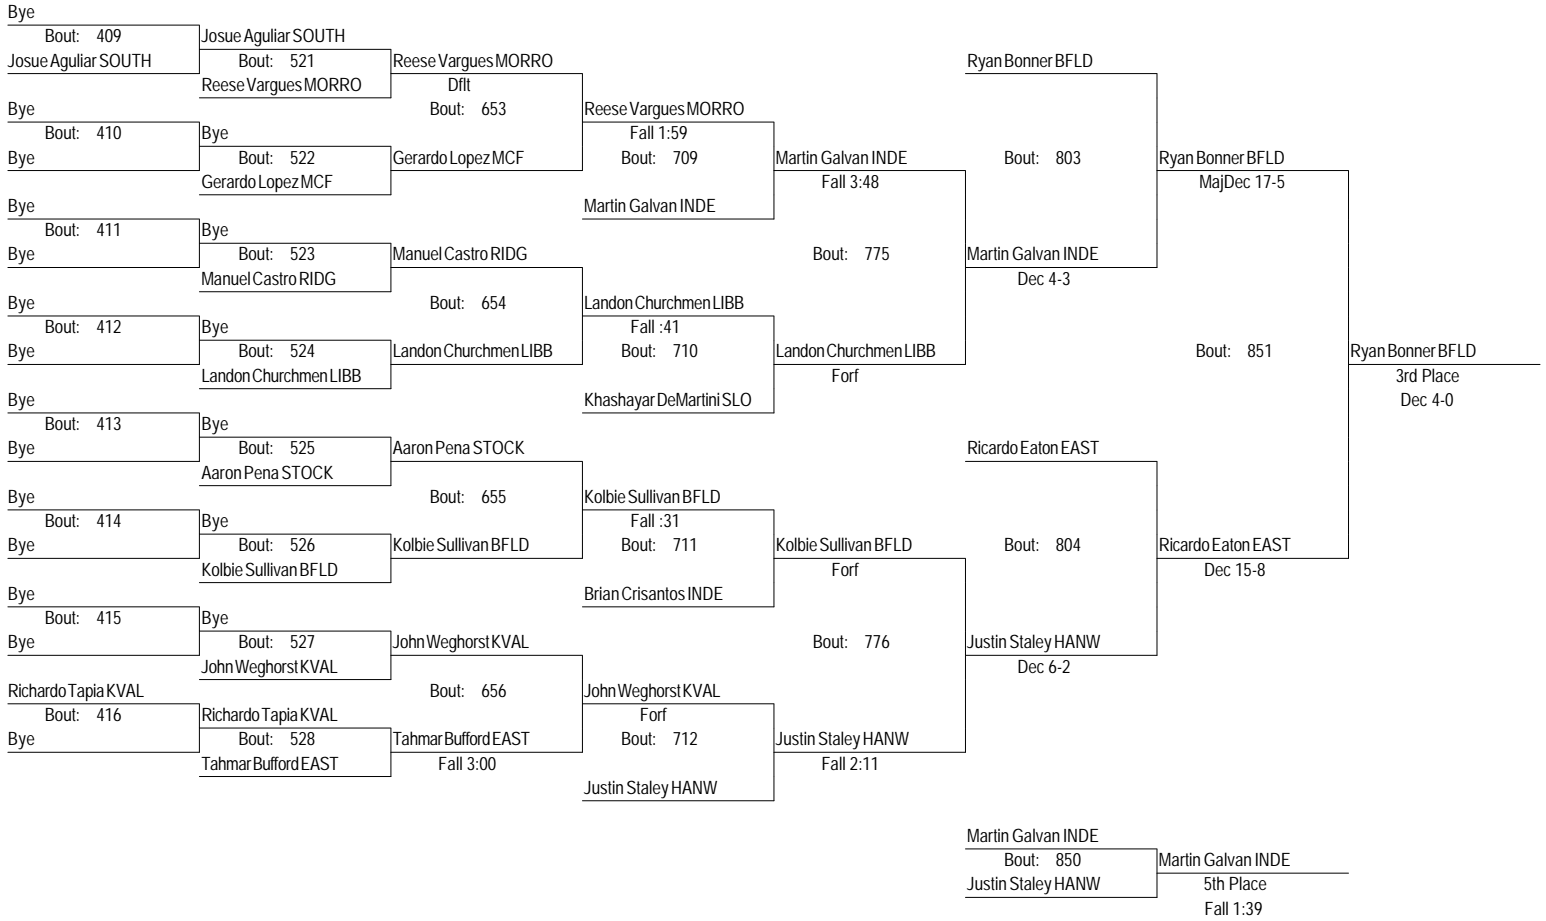 Bye
Bout: 409
Josue Aguliar SOUTH
Bye
Bout: 410
Bye
Bye
Bout: 411
Bye
Bye
Bout: 412
Bye
Bye
Bout: 413
Bye
Bye
Bout: 414
Bye
Bye
Bout: 415
Bye
Richardo Tapia KVAL
Bout: 416
Bye
Josue Aguliar SOUTH
Bout: 521
Reese Vargues MORRO
Bye
Bout: 522
Gerardo Lopez MCF
Bye
Bout: 523
Manuel Castro RIDG
Bye
Bout: 524
Landon Churchmen LIBB
Bye
Bout: 525
Aaron Pena STOCK
Bye
Bout: 526
Kolbie Sullivan BFLD
Bye
Bout: 527
John Weghorst KVAL
Richardo Tapia KVAL
Bout: 528
Tahmar Bufford EAST
Reese Vargues MORRO
Dflt
Bout: 653
Gerardo Lopez MCF
Manuel Castro RIDG
Bout: 654
Landon Churchmen LIBB
Aaron Pena STOCK
Bout: 655
Kolbie Sullivan BFLD
John Weghorst KVAL
Bout: 656
Tahmar Bufford EAST
Fall 3:00
Reese Vargues MORRO
Fall 1:59
Bout: 709
Martin Galvan INDE
Landon Churchmen LIBB
Fall :41
Bout: 710
Khashayar DeMartini SLO
Kolbie Sullivan BFLD
Fall :31
Bout: 711
Brian Crisantos INDE
John Weghorst KVAL
Forf
Bout: 712
Justin Staley HANW
Martin Galvan INDE
Fall 3:48
Bout: 775
Landon Churchmen LIBB
Forf
Kolbie Sullivan BFLD
Forf
Bout: 776
Justin Staley HANW
Fall 2:11
Ryan Bonner BFLD
Bout: 803
Martin Galvan INDE
Dec 4-3
Ricardo Eaton EAST
Bout: 804
Justin Staley HANW
Dec 6-2
Ryan Bonner BFLD
MajDec 17-5
Bout: 851
Ricardo Eaton EAST
Dec 15-8
Ryan Bonner BFLD
3rd Place
Dec 4-0
Martin Galvan INDE
Bout: 850
Justin Staley HANW
Martin Galvan INDE
5th Place
Fall 1:39